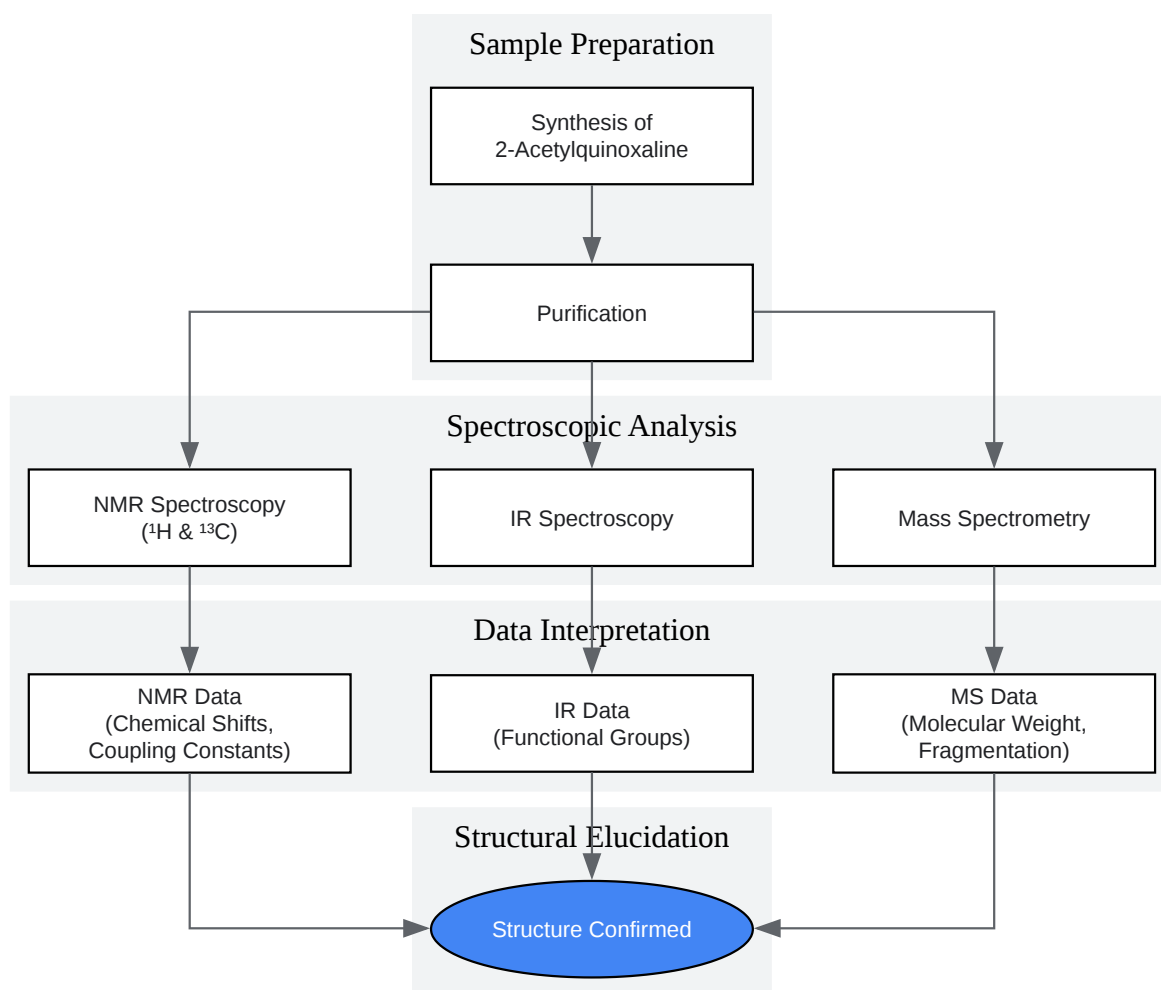 Sample Preparation
Synthesis of
2-Acetylquinoxaline
Purification
Spectroscopic Analysis
NMR Spectroscopy
(¹H & ¹³C)
IR Spectroscopy
Mass Spectrometry
Data Interpretation
NMR Data
(Chemical Shifts,
Coupling Constants)
IR Data
(Functional Groups)
MS Data
(Molecular Weight,
Fragmentation)
Structural Elucidation
Structure Confirmed